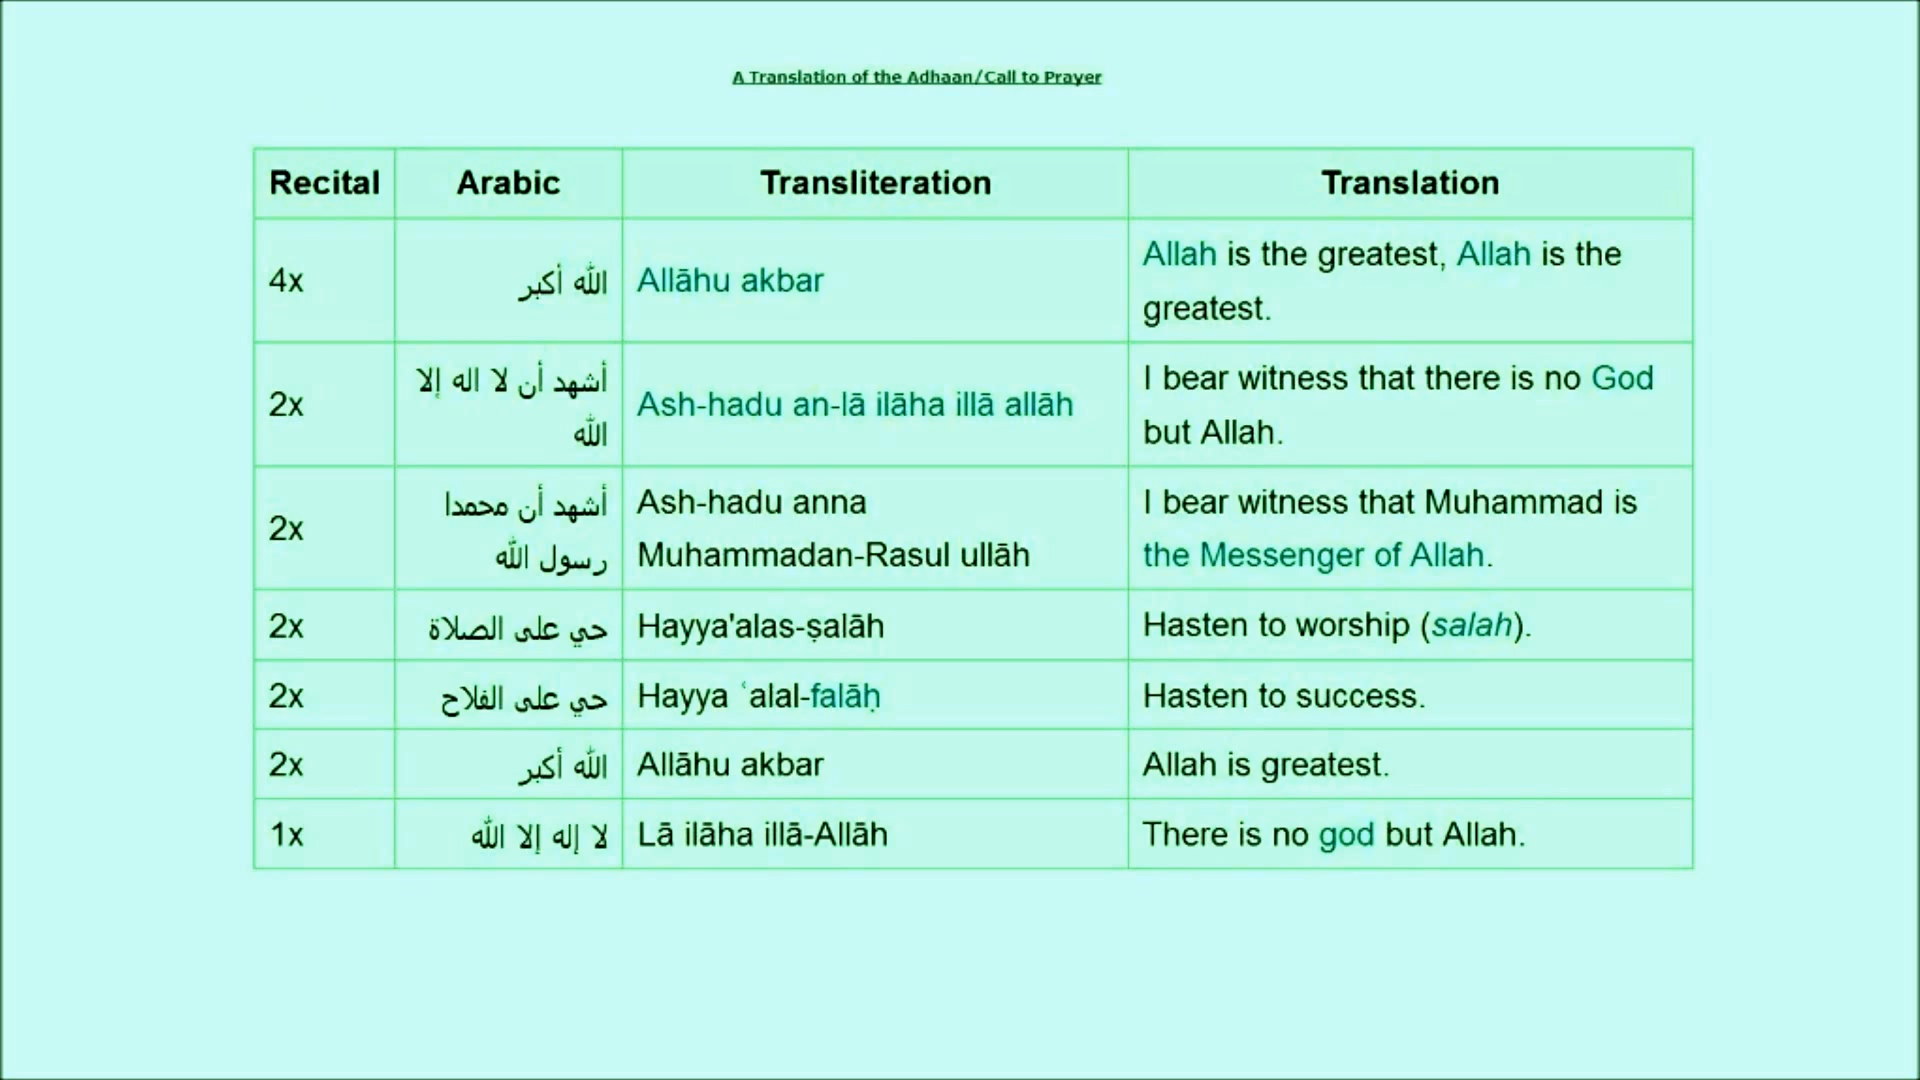 A Translation of the Adhaan/Call to Prayer
Recital Arabic Transliteration Translation
4x
الله أكبر
Allāhu akbar
Allah is the greatest, Allah is the
greatest.
2x
أشهد أن لا اله إلا
الله
Ash-hadu an-lā ilāha illā allāh
I bear witness that there is no God
but Allah.
2x
أشهد أن محمدا
رسول الله
Ash-hadu anna
Muhammadan-Rasul ullāh
I bear witness that Muhammad is
the Messenger of Allah.
2x
حي على الصلاة
Hayya'alas-ṣalāh
Hasten to worship (salah).
2x
حي على الفلاح
Hayya ʿalal-falāḥ
Hasten to success.
2x
الله أكبر
Allāhu akbar
Allah is greatest.
1x
لا إله إلا الله
Lā ilāha illā-Allāh
There is no god but Allah.